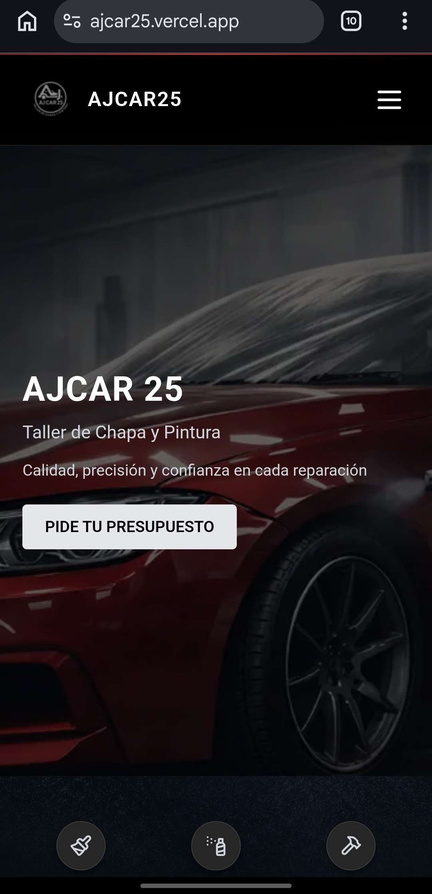 ajcar25.vercel.app
10
AJCAR25
AJCAR25
AJCAR 25
Taller de Chapa y Pintura
Calidad, precisión y confianza en cada reparación
PIDE TU PRESUPUESTO